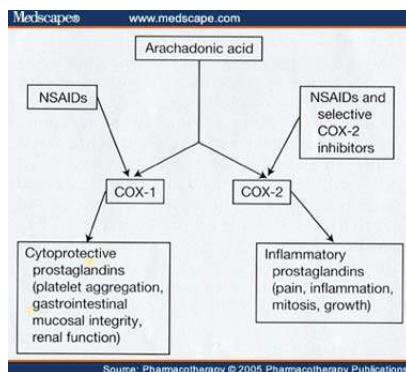 Medscape® www.medscape.com
Arachadonic acid
NSAIDs
NSAIDs and
selective
COX-2
inhibitors
COX-1
COX-2
Cytoprotective
prostaglandins
(platelet aggregation,
gastrointestinal
mucosal integrity,
renal function)
Inflammatory
prostaglandins
(pain, inflammation,
mitosis, growth)
Source: Pharmacotherapy © 2005 Pharmacotherapy Publications